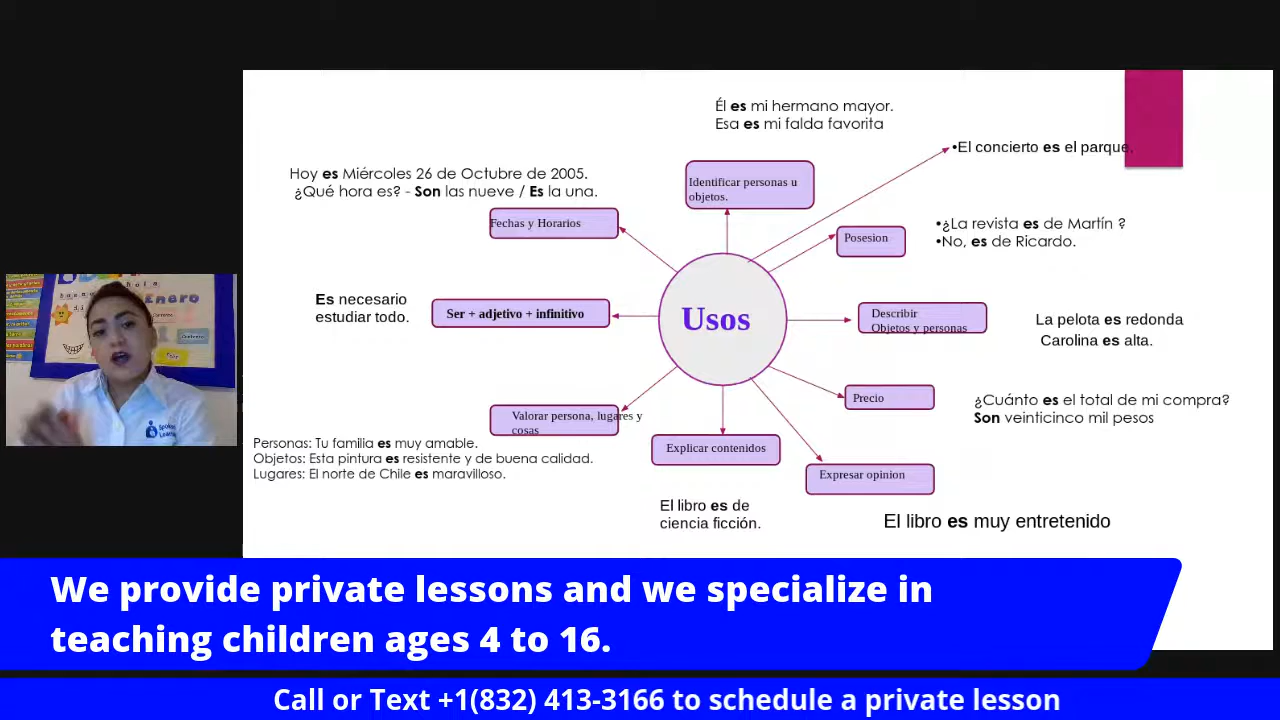 Él es mi hermano mayor.
Esa es mi falda favorita
•El concierto es el parque.
Hoy es Miércoles 26 de Octubre de 2005.
¿Qué hora es? - Son las nueve / Es la una.
Identificar personas u
objetos.
Fechas y Horarios
Posesion
•¿La revista es de Martín ?
•No, es de Ricardo.
Es necesario
estudiar todo.
Ser + adjetivo + infinitivo
Usos
Describir
Objetos y personas
La pelota es redonda
Carolina es alta.
Precio
¿Cuánto es el total de mi compra?
Son veinticinco mil pesos
Valorar persona, lugares y
cosas
Personas: Tu familia es muy amable.
Objetos: Esta pintura es resistente y de buena calidad.
Lugares: El norte de Chile es maravilloso.
Explicar contenidos
El libro es de
ciencia ficción.
Expresar opinion
El libro es muy entretenido
Enero
We provide private lessons and we specialize in
teaching children ages 4 to 16.
Call or Text +1(832) 413-3166 to schedule a private lesson